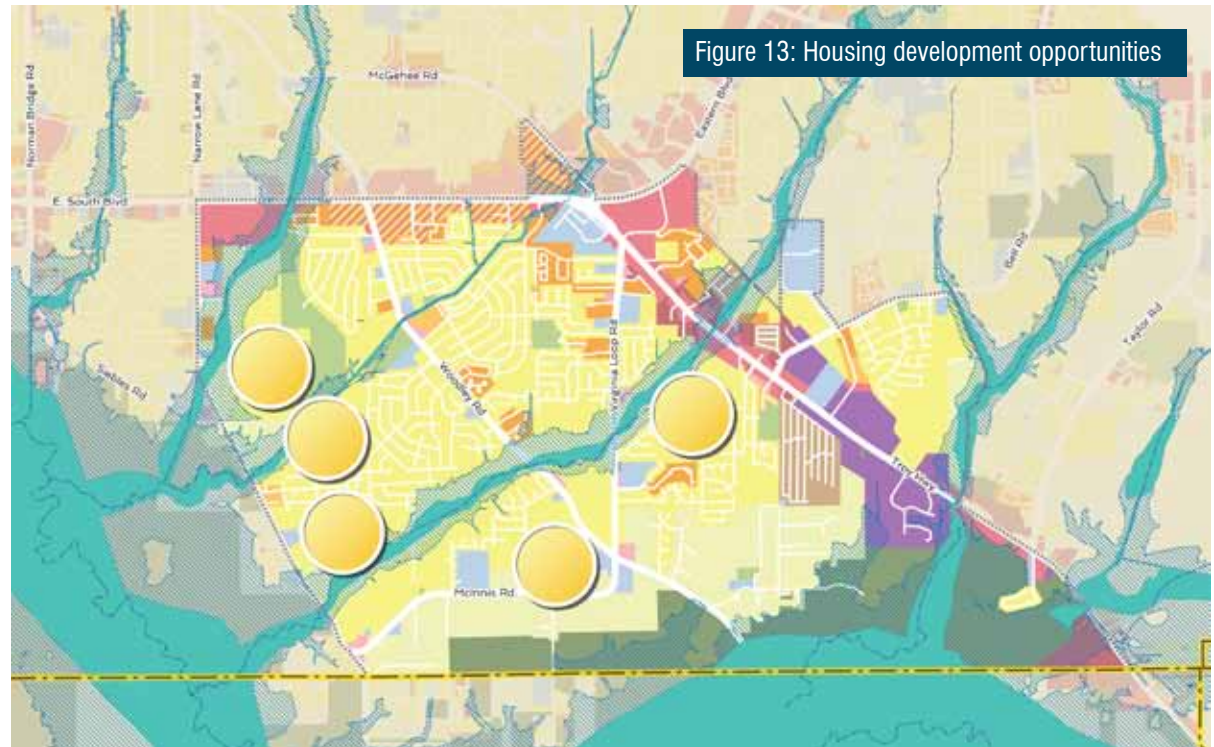 Figure 13: Housing development opportunities
McGehee Rd
Norman Bridge Rd
Narrow Lane Rd
Eastern Blvd
E. South Blvd
Bell Rd
Taylor Rd
Seibles Rd
Woodley Rd
Virginia Loop Rd
Troy Hwy
McInnis Rd